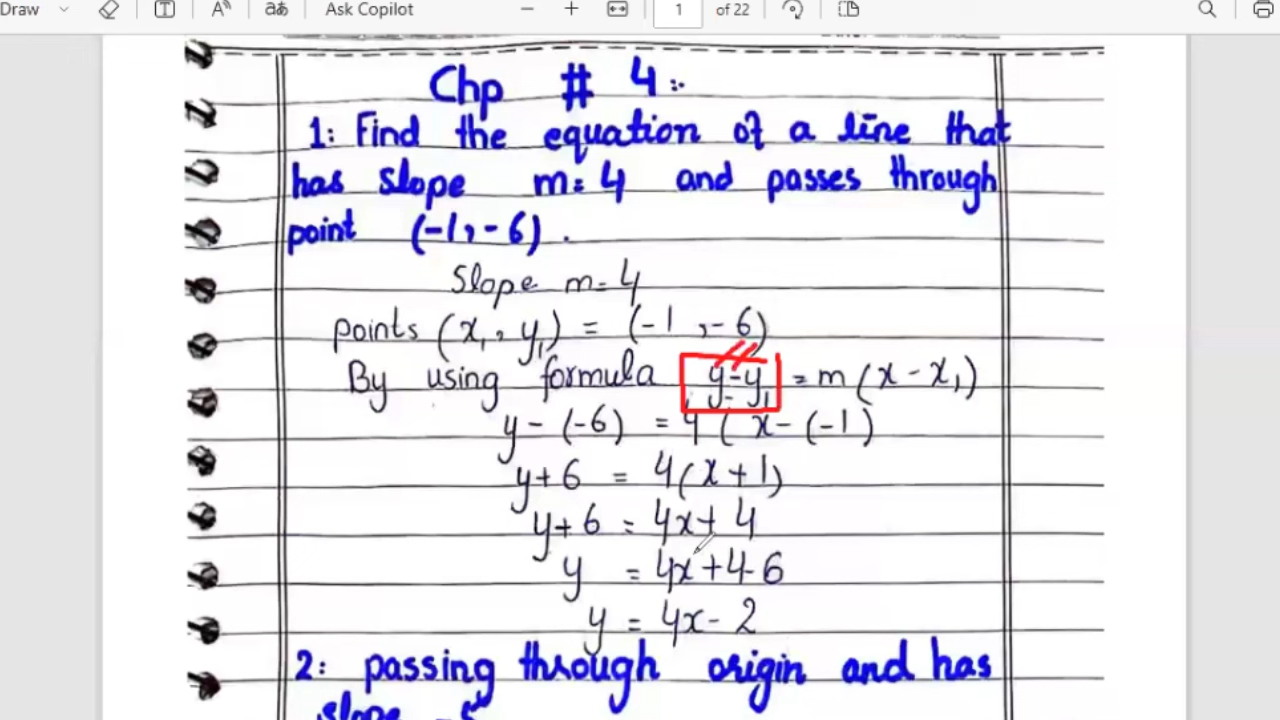 Draw
Ask Copilot
1 of 22
Chp # 4:.
1: Find the equation of a line that
has slope m=4 and passes through
point (-1, -6).
Slope m=4
points (x₁, y₁) = (-1, -6)
By using formula y-y₁ = m(x-x₁)
y-(-6) = 4(x-(-1)
y+6 = 4(x+1)
y+6 = 4x+4
y = 4x+4-6
y = 4x-2
2: passing through origin and has
slope